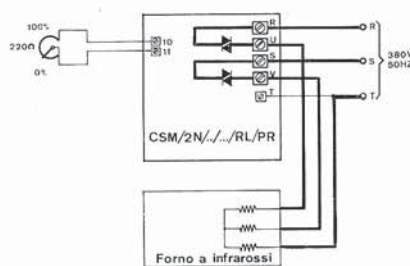 100%
220Ω
0%
10
11
R
U
S
V
T
R
S
T
380V
50HZ
CSM/2N/../.../RL/PR
Forno a infrarossi